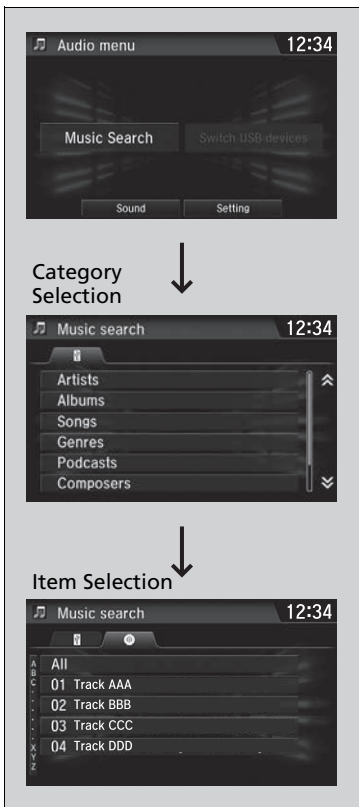 Audio menu 12:34
Music Search Switch USB devices
Sound Setting
Category
Selection
Music search 12:34
Artists
Albums
Songs
Genres
Podcasts
Composers
Item Selection
Music search 12:34
All
01 Track AAA
02 Track BBB
03 Track CCC
04 Track DDD
A
B
C
X
Y
Z